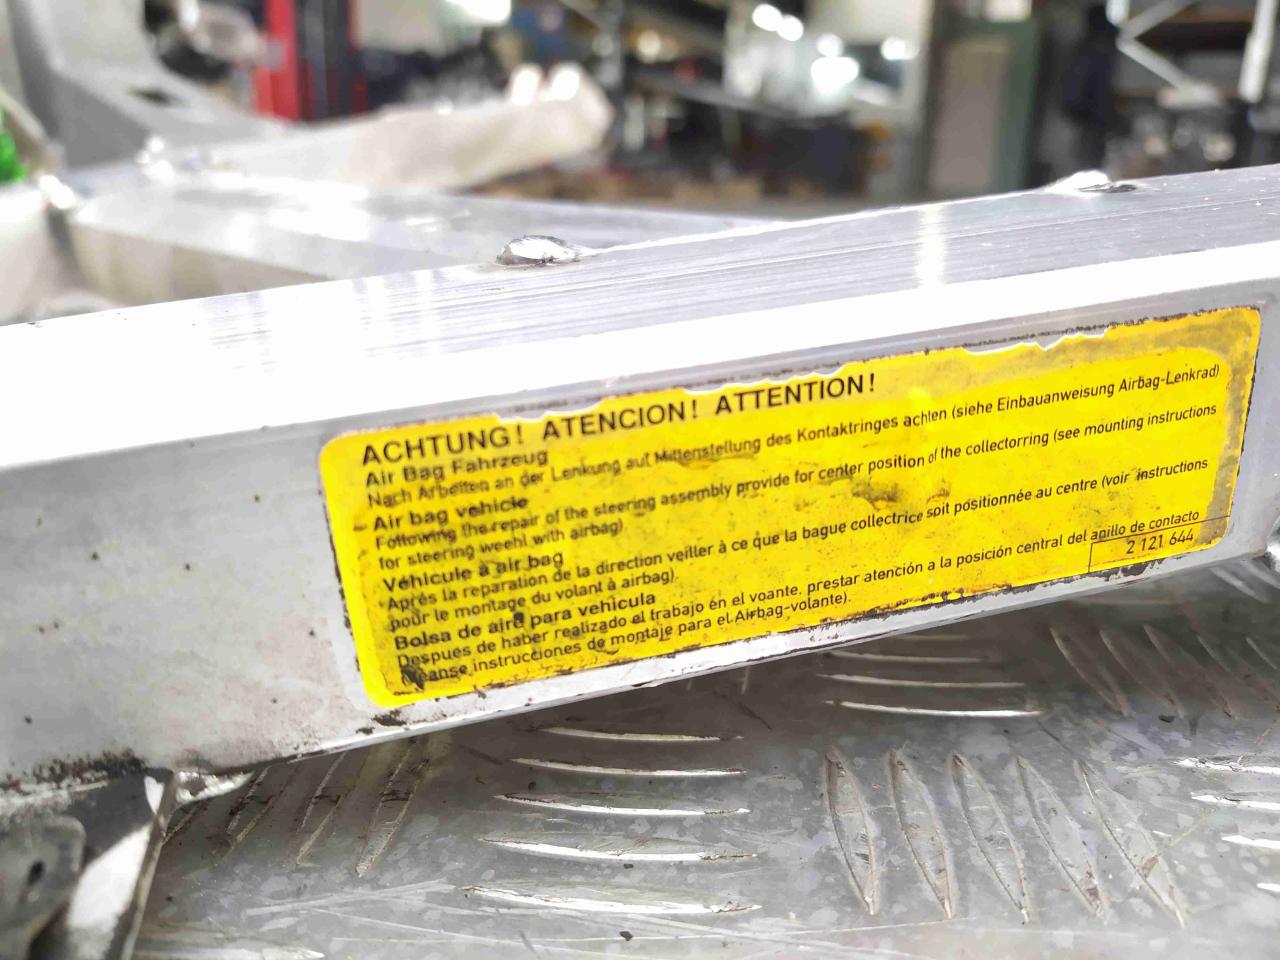 ACHTUNG! ATENCION! ATTENTION!
Air Bag Fahrzeug
Nach Arbeiten an der Lenkung auf Mittenstellung des Kontaktringes achten (siehe Einbauanweisung Airbag-Lenkrad)
Air bag vehicle
Following the repair of the steering assembly provide for center position of the collectorring (see mounting instructions
for steering weehl with airbag)
Véhicule à air bag
Aprés la reparation de la direction veiller à ce que la bague collectrice soit positionnée au centre (voir instructions
pour le montage du volant à airbag).
Bolsa de aire para vehicula
Despues de haber realizado el trabajo en el voante, prestar atención a la posición central del anillo de contacto
(Leanse instrucciones de montaje para el Airbag-volante).
2 121 644